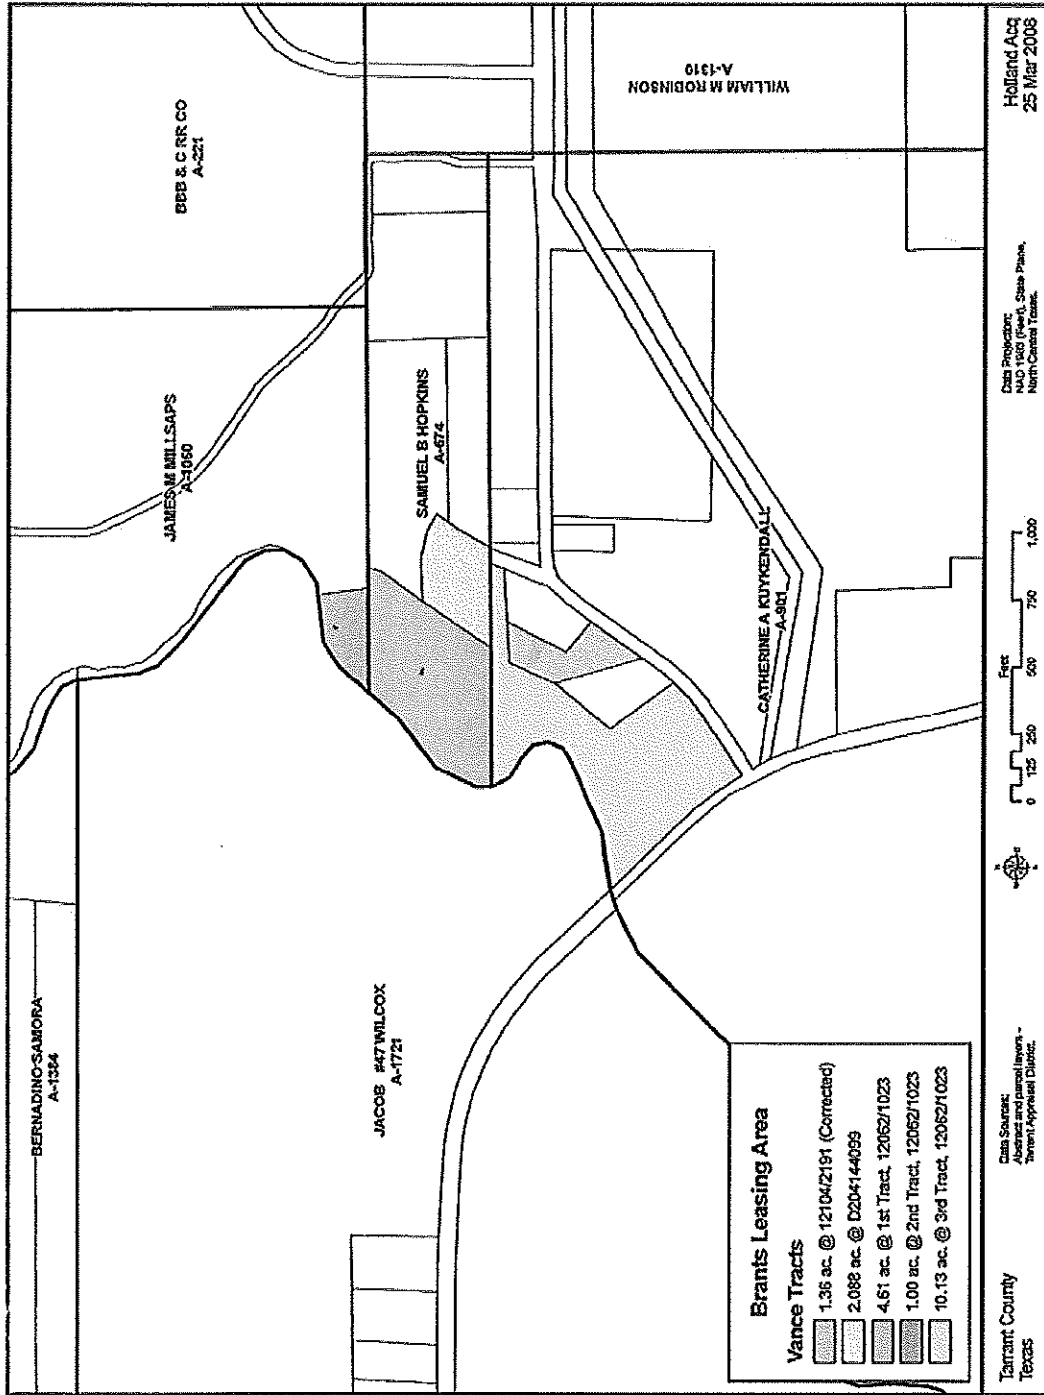 BERNADINO SAMORA
A-1384
JACOB #47 WILCOX
A-1721
JAMES M MILLSAPS
A-1060
BBB & C RR CO
A-221
SAMUEL B HOPKINS
A-674
CATHERINE A KUYKENDALL
A-901
WILLIAM M ROBINSON
A-1310
Brants Leasing Area
Vance Tracts
1.36 ac. @ 12104/2191 (Corrected)
2.088 ac. @ D204144099
4.61 ac. @ 1st Tract, 12062/1023
1.00 ac. @ 2nd Tract, 12062/1023
10.13 ac. @ 3rd Tract, 12062/1023
Tarrant County
Texas
Data Sources:
Abstract and parcel layers -
Tarrant Appraisal District.
Feet
0 125 250 500 750 1,000
Data Projection:
NAD 1983 (Feet), State Plane,
North Central Texas.
Holland Acq
25 Mar 2008